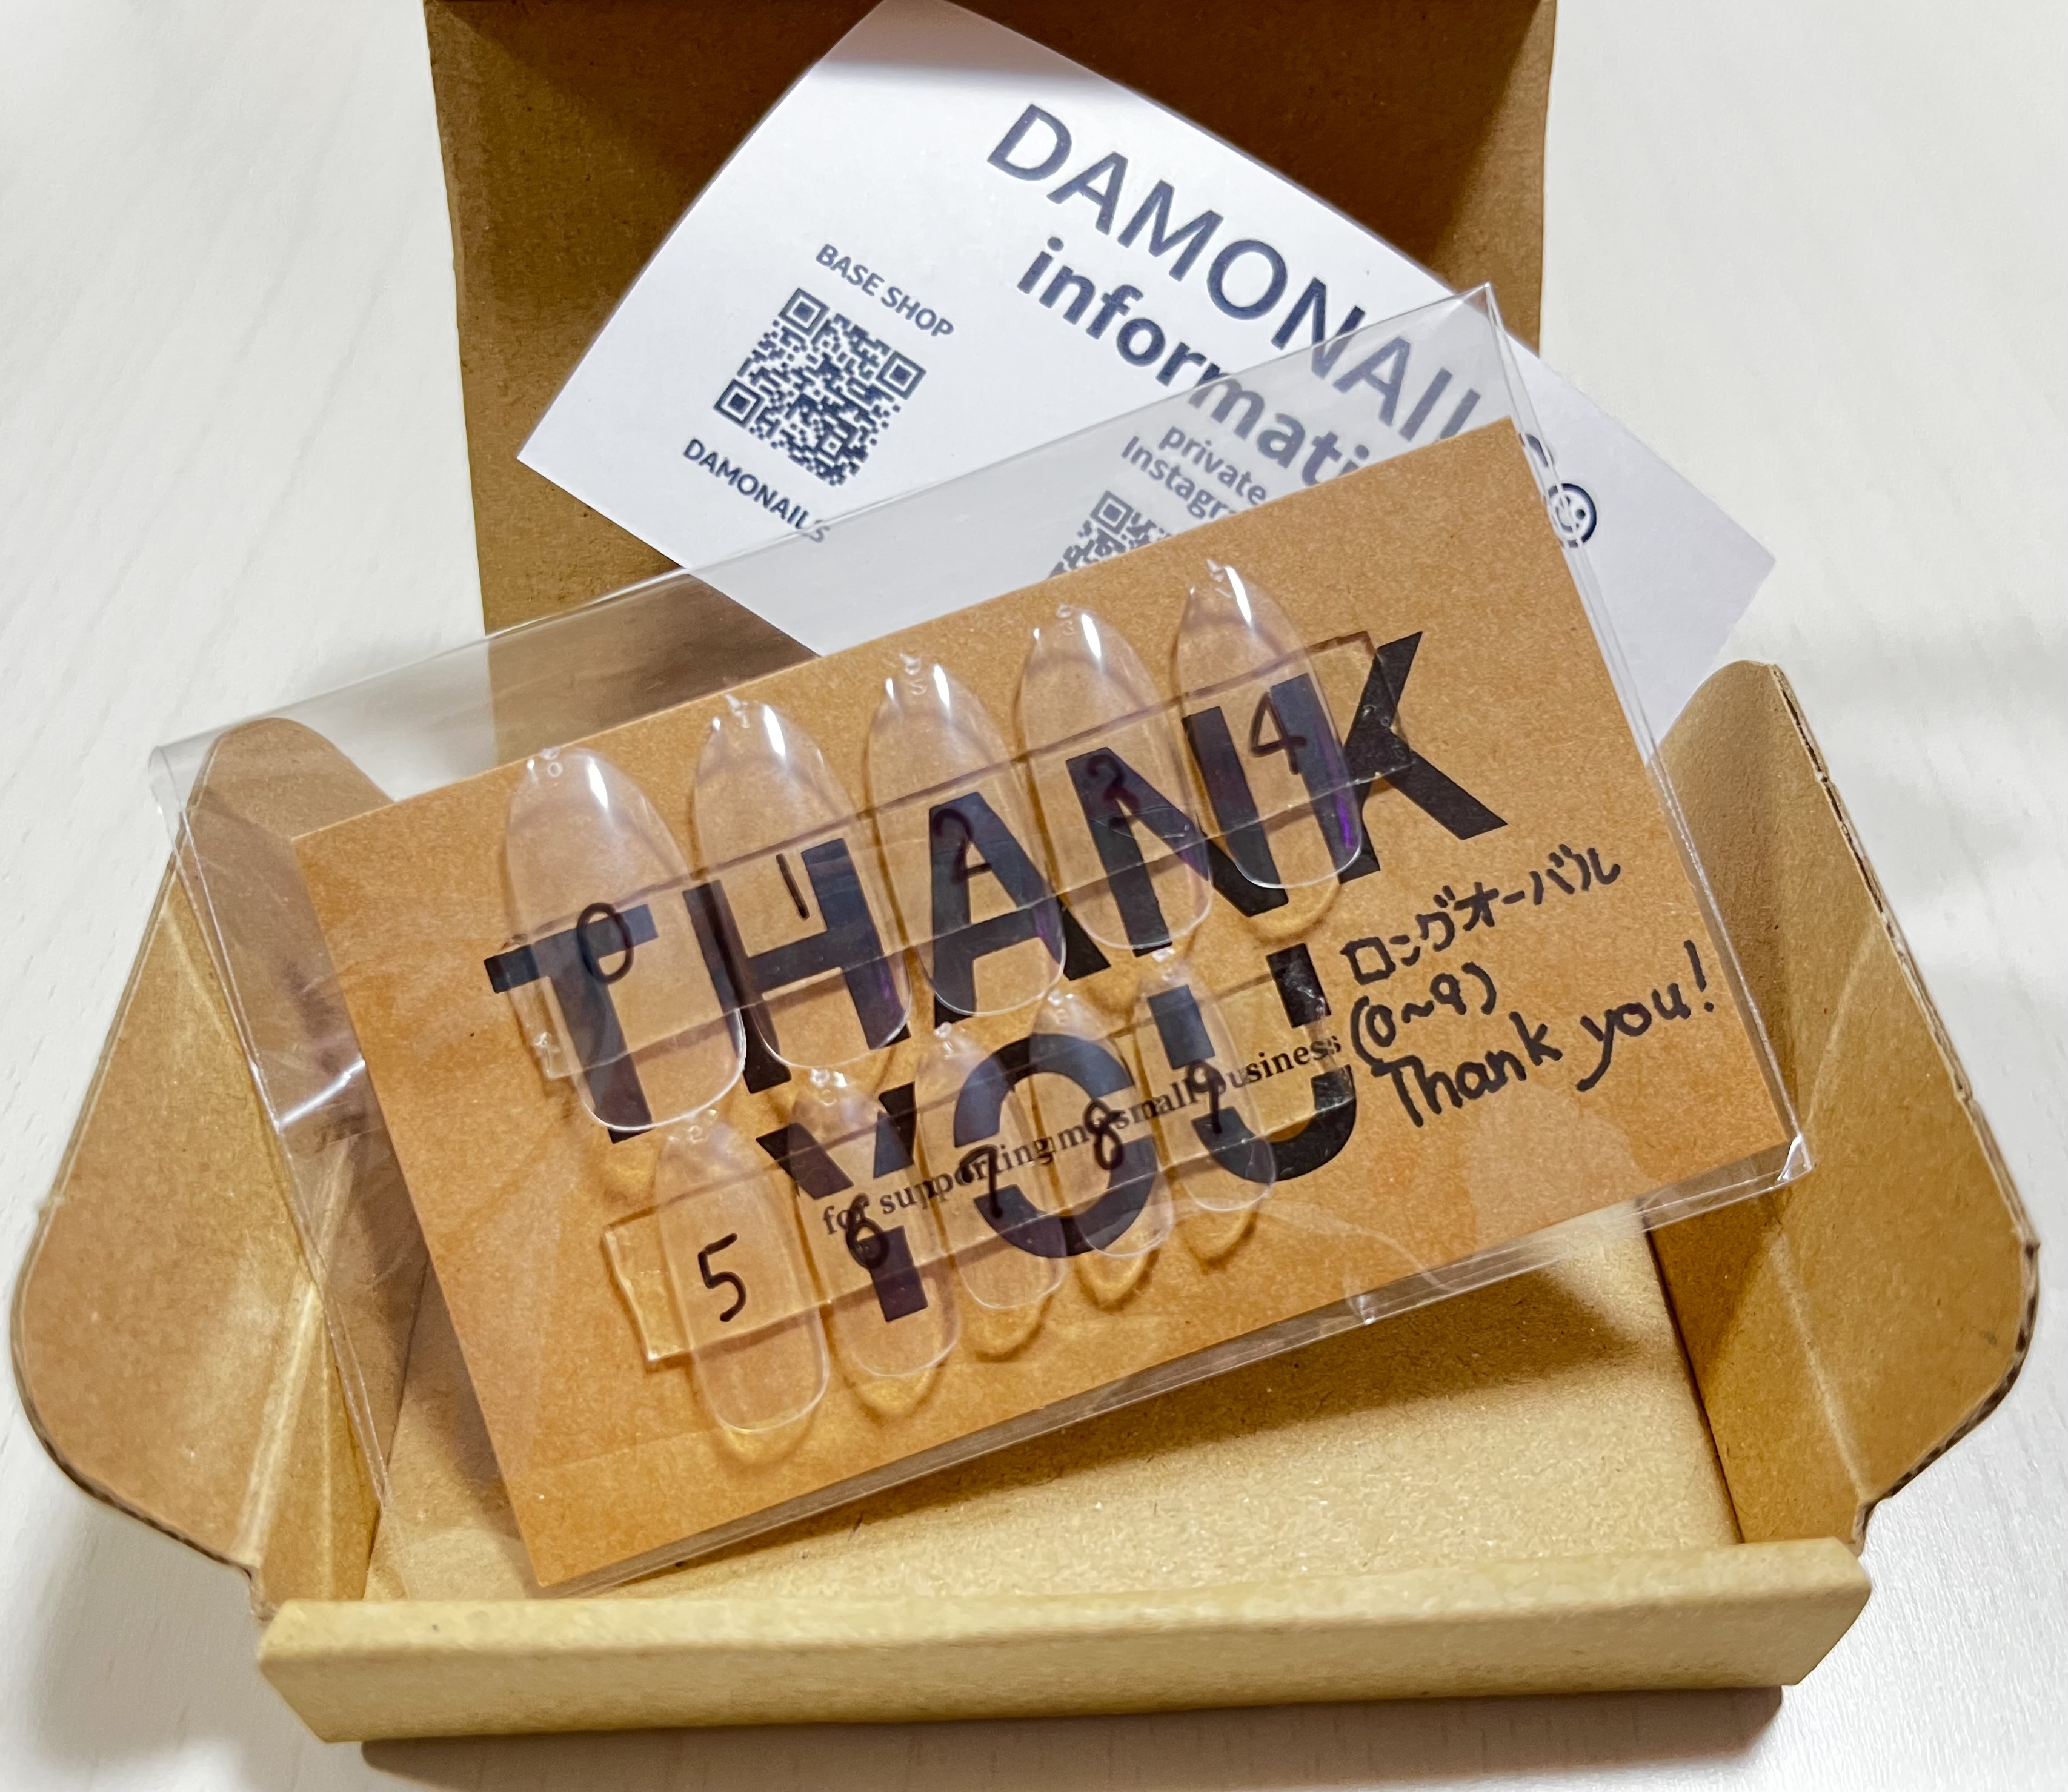 DAMONAILS
information
BASE SHOP
DAMONAILS
private
Instagr
THANK
YOU
for supporting my small business
0 1 2 3 4
5 6 7 8 9
ロングオーバル
(0~9)
Thank you!